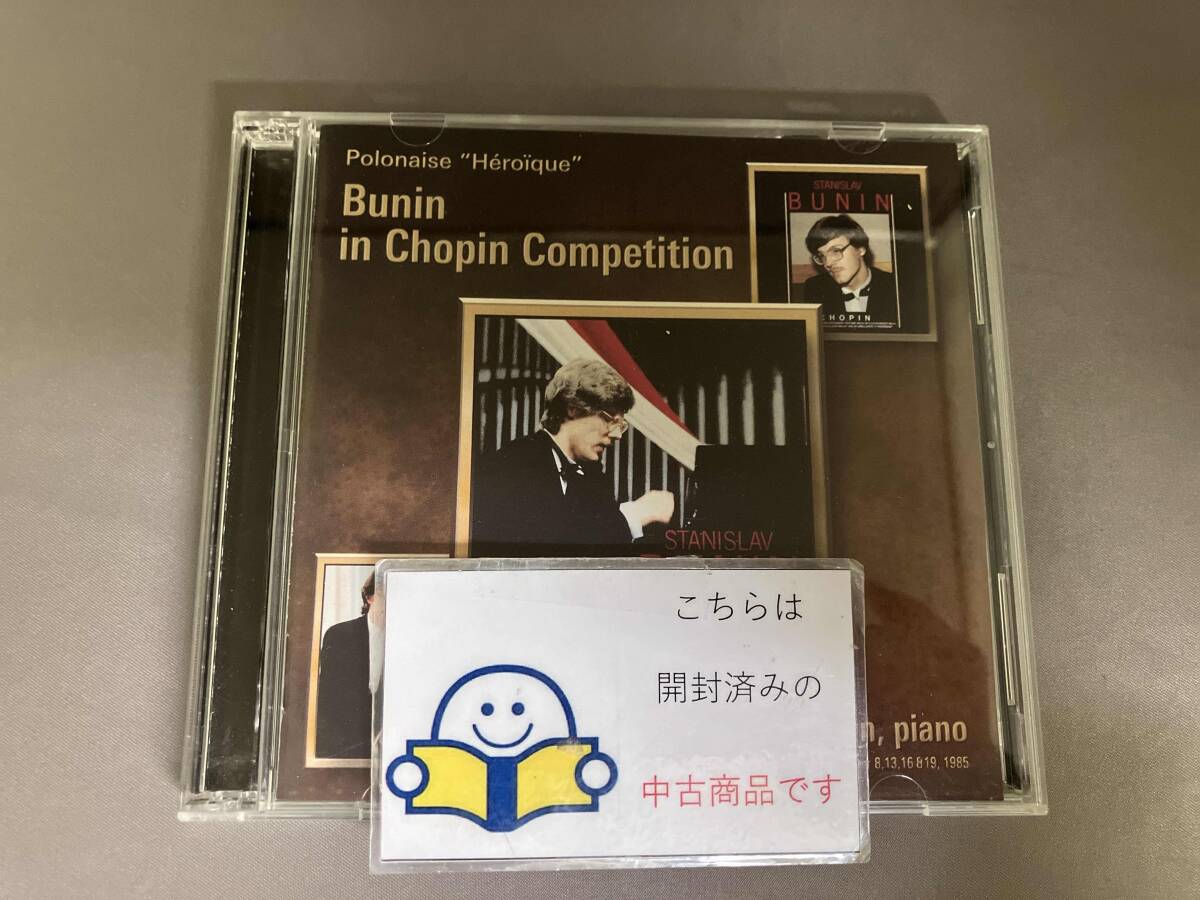 Polonaise "Héroïque"
Bunin
in Chopin Competition
STANISLAV
BUNIN
CHOPIN
STANISLAV
こちらは
開封済みの
中古商品です
, piano
8,13,16&19, 1985